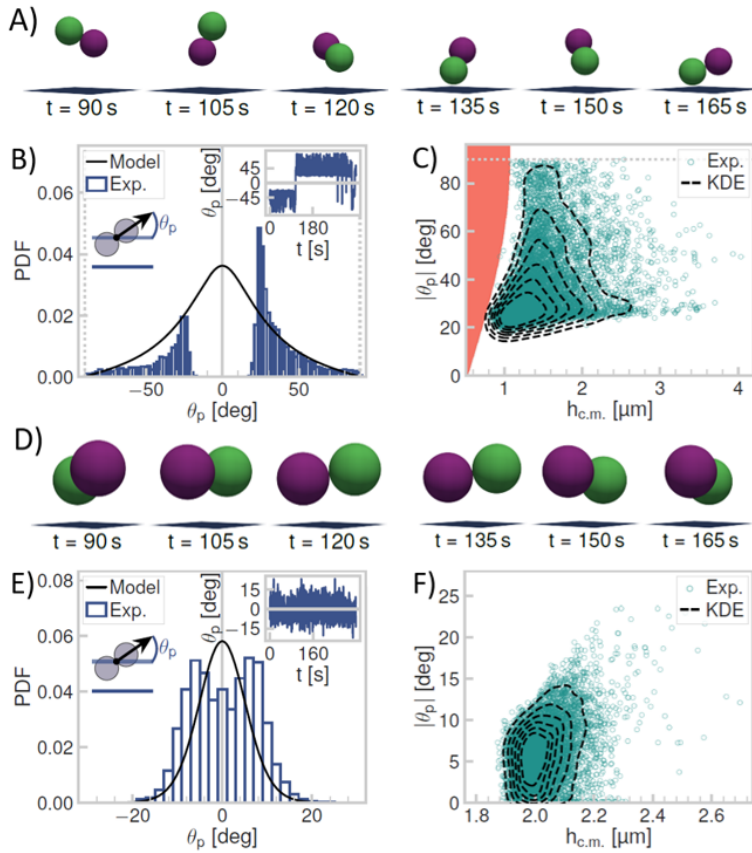 A)
t = 90 s t = 105 s t = 120 s t = 135 s t = 150 s t = 165 s
B)
Model
Exp.
PDF
0.06
0.04
0.02
0.00
θp
θp [deg]
45
0
−45
0 180
t [s]
−50 0 50
θp [deg]
C)
Exp.
KDE
|θp| [deg]
80
60
40
20
0
1 2 3 4
hc.m. [μm]
D)
t = 90 s t = 105 s t = 120 s t = 135 s t = 150 s t = 165 s
E)
Model
Exp.
PDF
0.08
0.06
0.04
0.02
0.00
θp
θp [deg]
15
0
−15
0 160
t [s]
−20 0 20
θp [deg]
F)
Exp.
KDE
|θp| [deg]
25
20
15
10
5
0
1.8 2.0 2.2 2.4 2.6
hc.m. [μm]